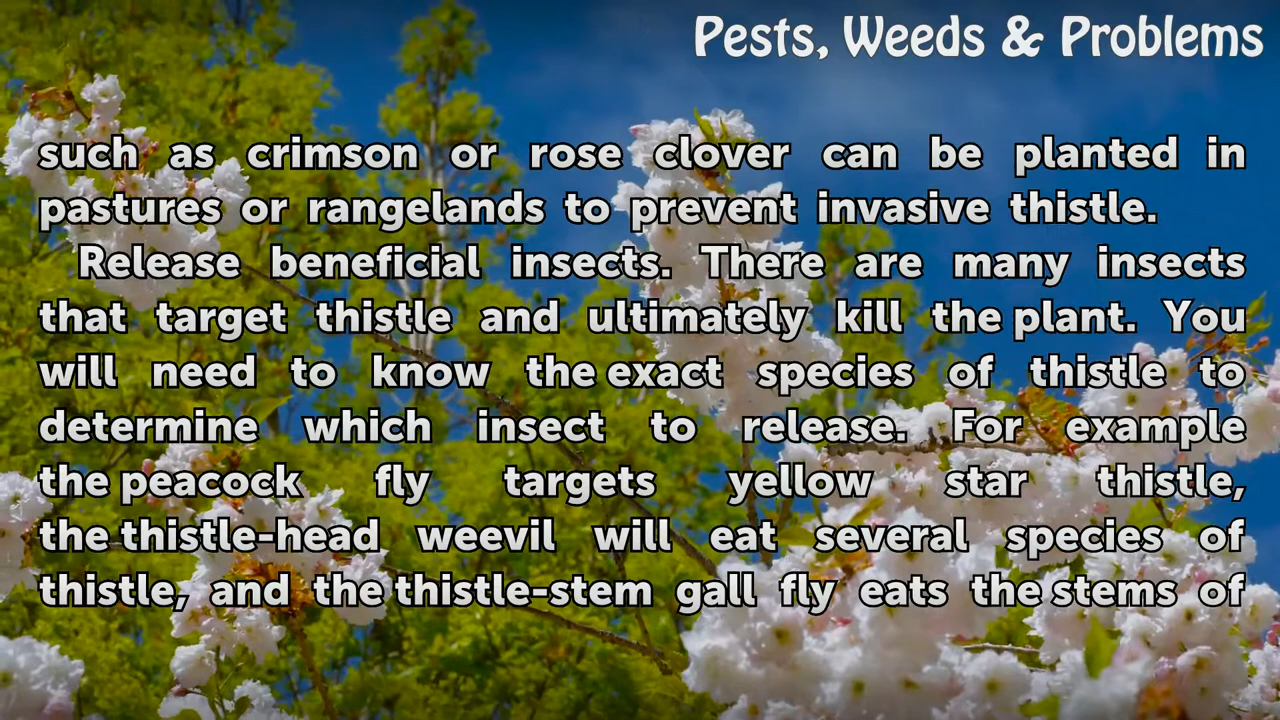 Pests, Weeds & Problems
such as crimson or rose clover can be planted in
pastures or rangelands to prevent invasive thistle.
Release beneficial insects. There are many insects
that target thistle and ultimately kill the plant. You
will need to know the exact species of thistle to
determine which insect to release. For example
the peacock fly targets yellow star thistle,
the thistle-head weevil will eat several species of
thistle, and the thistle-stem gall fly eats the stems of